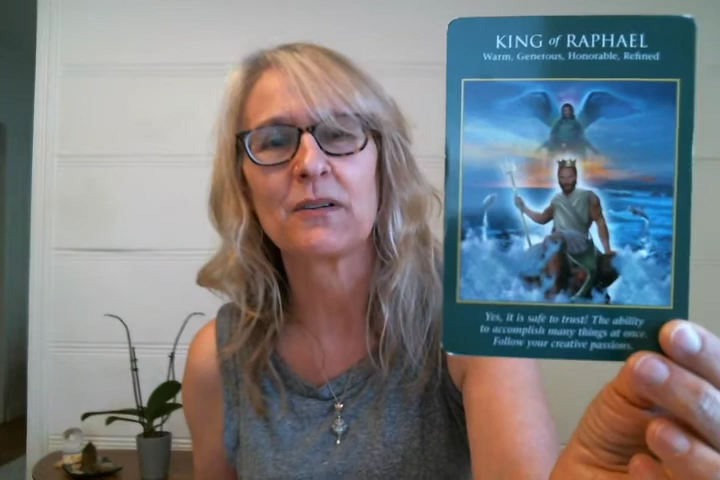 KING of RAPHAEL
Warm, Generous, Honorable, Refined
Yes, it is safe to trust! The ability
to accomplish many things at once.
Follow your creative passions.